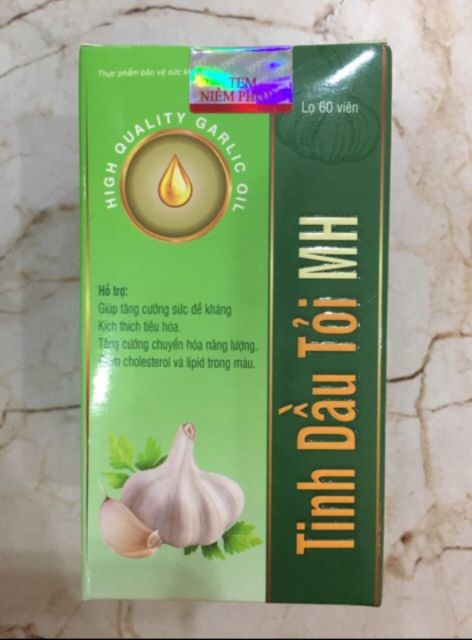 Thực phẩm bảo vệ sức
TEM
NIÊM PHONG
Lọ 60 viên
HIGH QUALITY GARLIC OIL
Hỗ trợ:
Giúp tăng cường sức đề kháng
Kích thích tiêu hóa.
Tăng cường chuyển hóa năng lượng.
cholesterol và lipid trong máu.
Tinh Dầu Tỏi MH